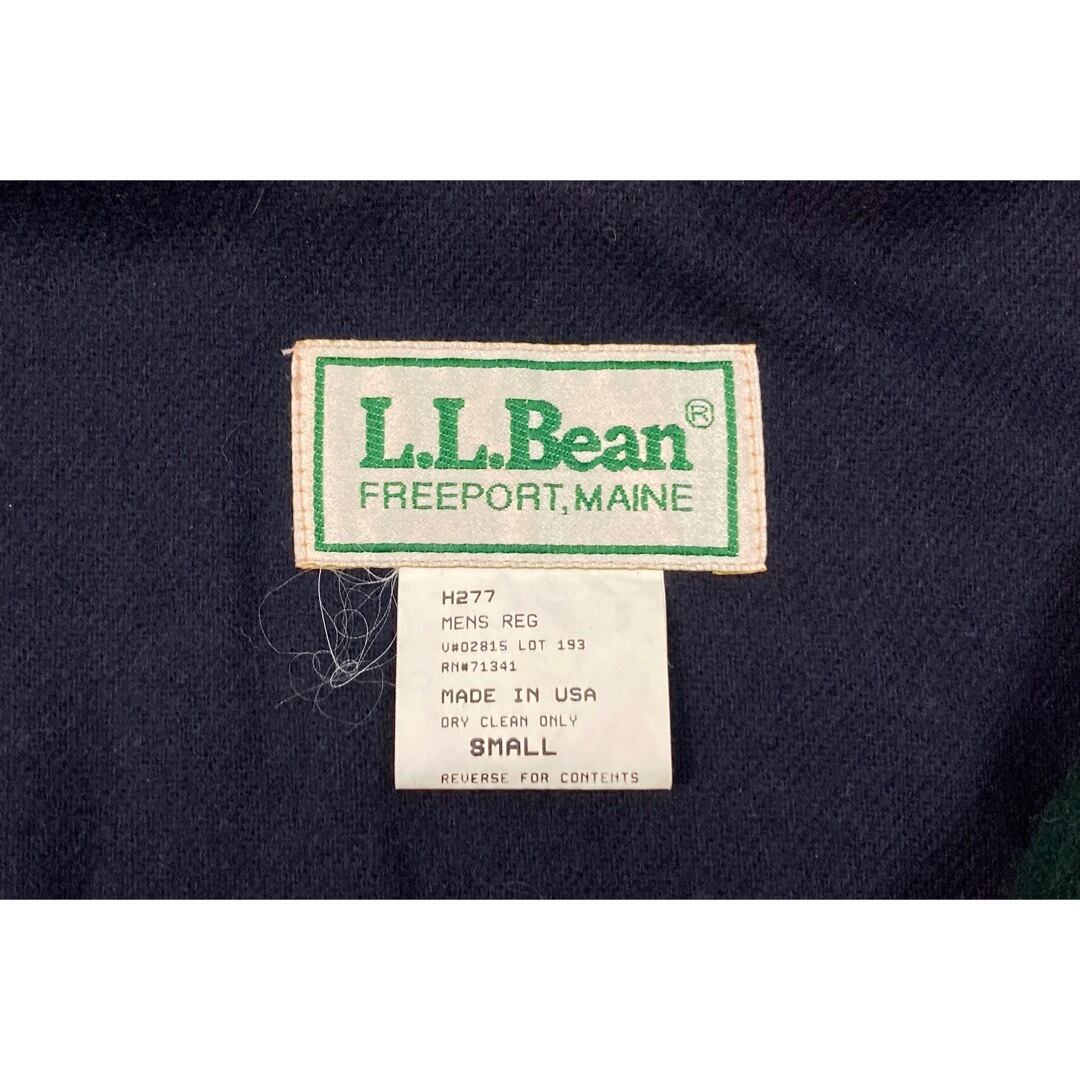 L.L.Bean®
FREEPORT, MAINE
H277
MENS REG
V#02815 LOT 193
RN#71341
MADE IN USA
DRY CLEAN ONLY
SMALL
REVERSE FOR CONTENTS